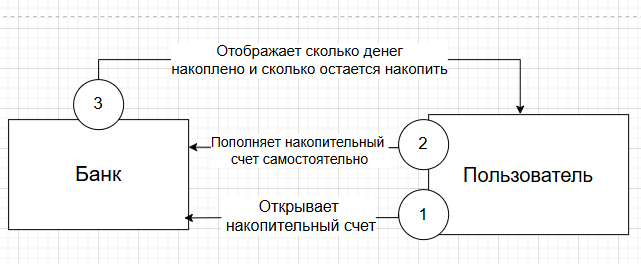 Отображает сколько денег
накоплено и сколько остается накопить
3
Банк
Пополняет накопительный
счет самостоятельно
2
Пользователь
Открывает
накопительный счет
1